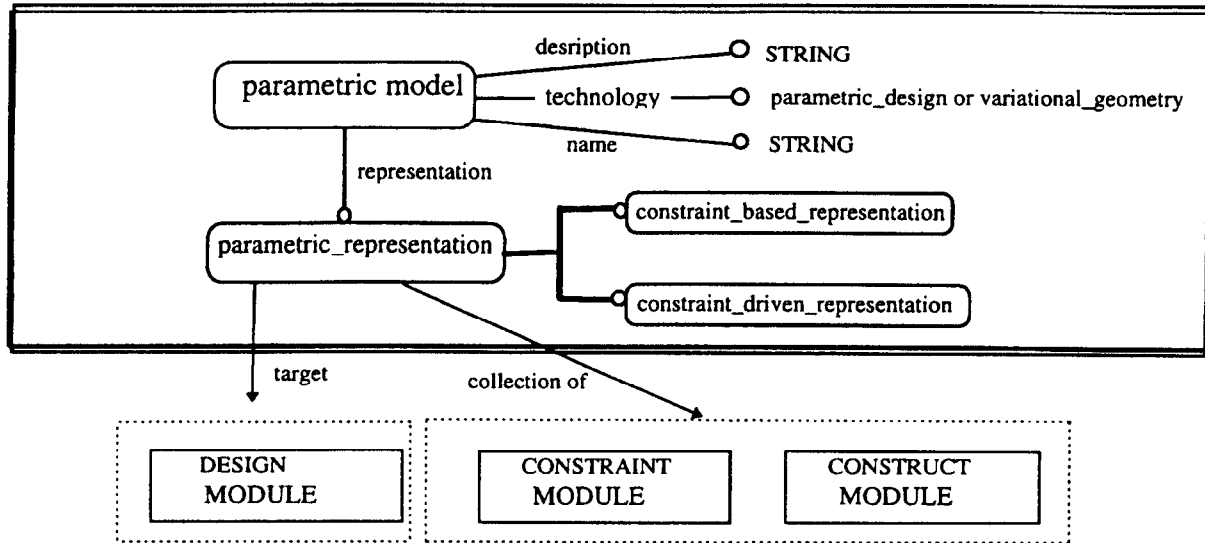 desription
STRING
parametric model
technology
parametric_design or variational_geometry
name
STRING
representation
constraint_based_representation
parametric_representation
constraint_driven_representation
target
collection of
DESIGN
MODULE
CONSTRAINT
MODULE
CONSTRUCT
MODULE